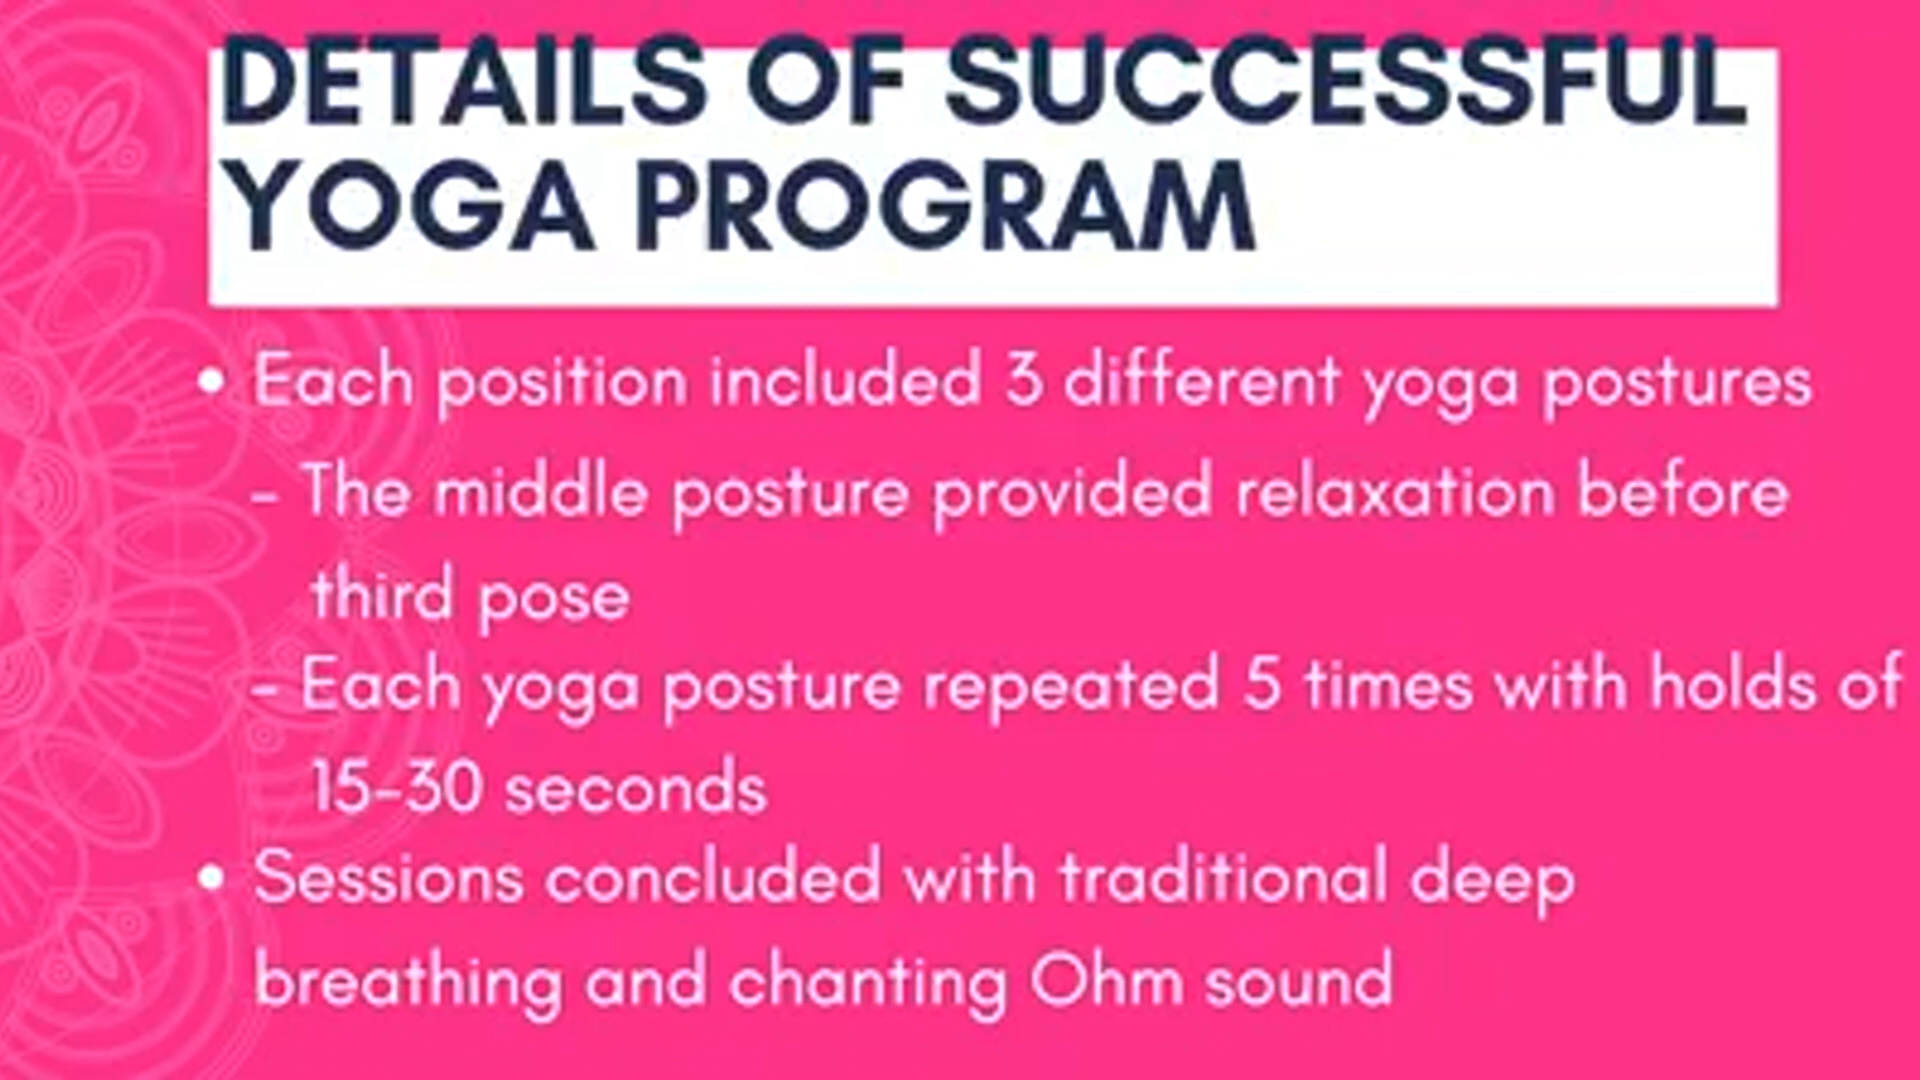 DETAILS OF SUCCESSFUL
YOGA PROGRAM
• Each position included 3 different yoga postures
- The middle posture provided relaxation before
third pose
- Each yoga posture repeated 5 times with holds of
15-30 seconds
• Sessions concluded with traditional deep
breathing and chanting Ohm sound